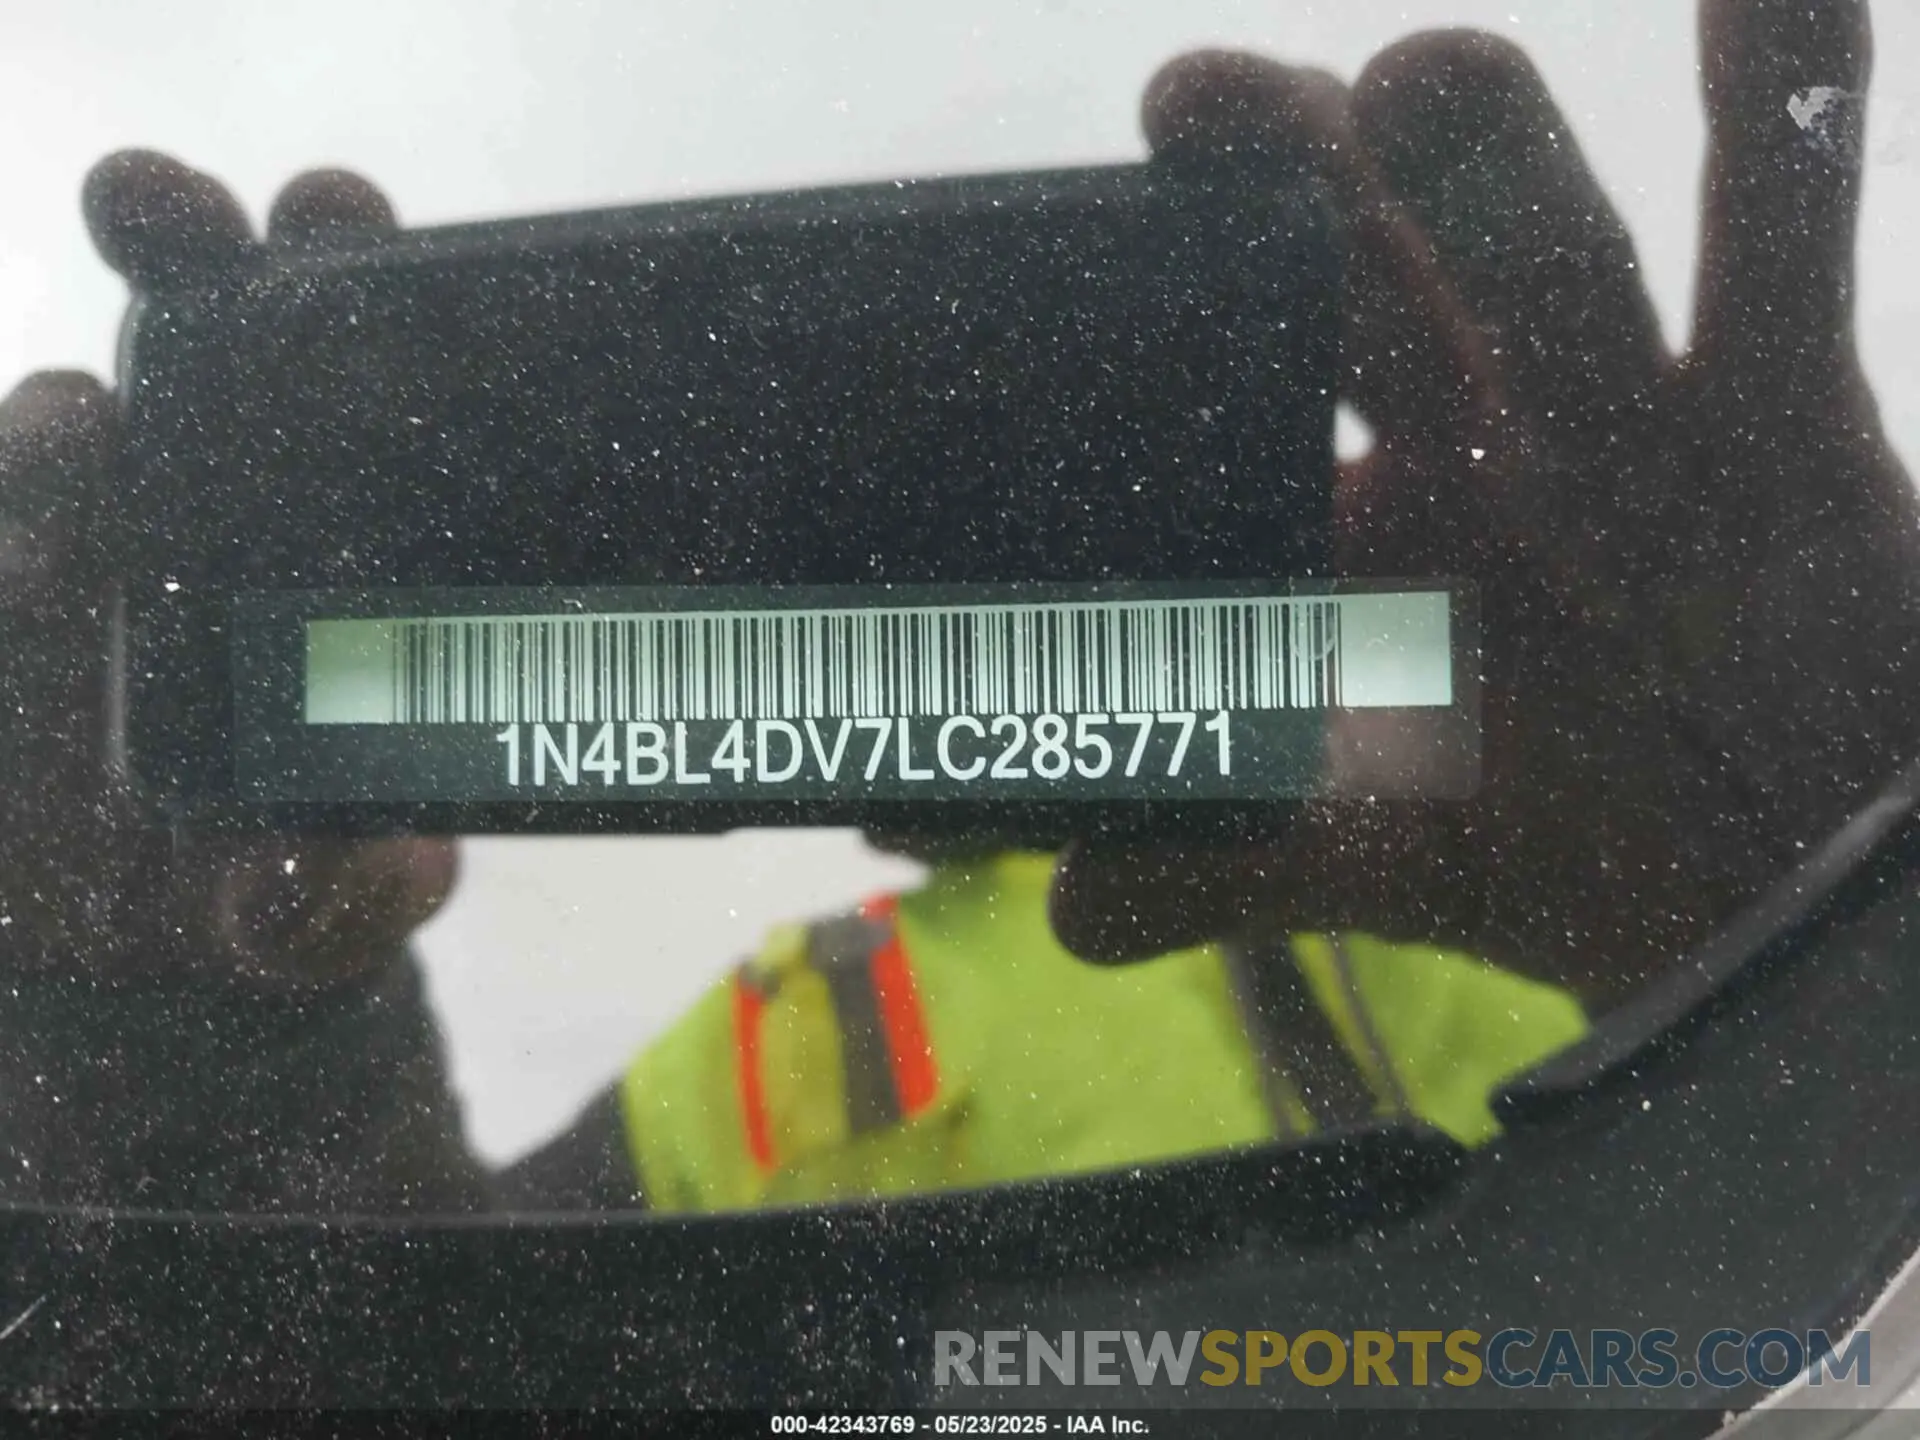 1N4BL4DV7LC285771
RENEWSPORTSCARS.COM
000-42343769 - 05/23/2025 - IAA Inc.